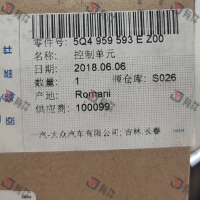 零件号: 5Q4 959 593 E Z00
名称: 控制单元
日期: 2018.06.06
数量: 1 领仓库: S026
产地: Romani
供应商: 100099
一汽-大众汽车有限公司; 吉林.长春